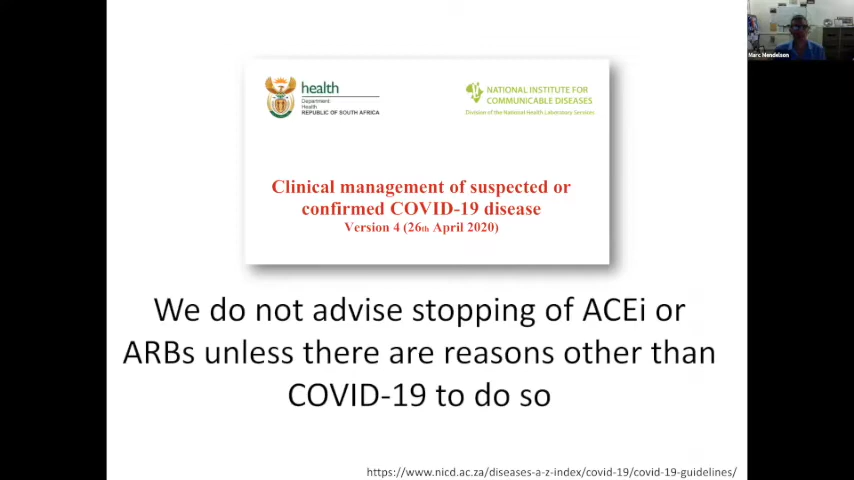 Marc Mendelson
health
Department:
Health
REPUBLIC OF SOUTH AFRICA
NATIONAL INSTITUTE FOR
COMMUNICABLE DISEASES
Division of the National Health Laboratory Service
Clinical management of suspected or
confirmed COVID-19 disease
Version 4 (26th April 2020)
We do not advise stopping of ACEi or
ARBs unless there are reasons other than
COVID-19 to do so
https://www.nicd.ac.za/diseases-a-z-index/covid-19/covid-19-guidelines/